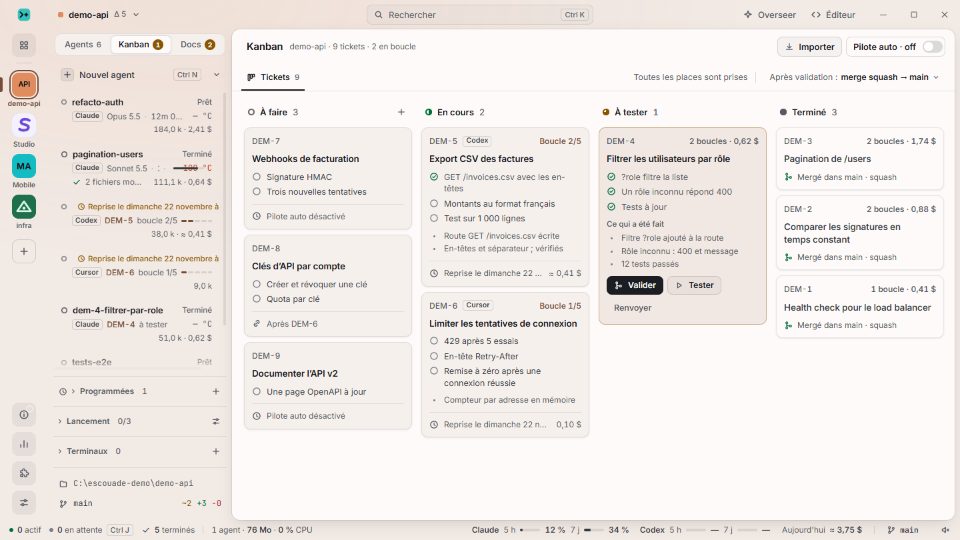 demo-api Δ 5
Rechercher Ctrl K
Overseer
Éditeur
Agents 6 Kanban 1 Docs 2
Nouvel agent Ctrl N
API
demo-api
S
Studio
MA
Mobile
infra
refacto-auth Prêt
Claude Opus 5.5 · 12m 0... — °C
184,0 k · 2,41 $
pagination-users Terminé
Claude Sonnet 5.5
2 fichiers mo... 111,1 k · 0,64 $
Reprise le dimanche 22 novembre à
Codex DEM-5 boucle 2/5
38,0 k · ≈ 0,41 $
Reprise le dimanche 22 novembre à
Cursor DEM-6 boucle 1/5
9,0 k
dem-4-filtrer-par-role Terminé
Claude DEM-4 à tester — °C
51,0 k · 0,62 $
tests-e2e Prêt
Programmées 1
Lancement 0/3
Terminaux 0
C:\escouade-demo\demo-api
main ~2 +3 -0
Kanban demo-api · 9 tickets · 2 en boucle
Importer
Pilote auto · off
Tickets 9
Toutes les places sont prises
Après validation : merge squash → main
À faire 3
DEM-7
Webhooks de facturation
Signature HMAC
Trois nouvelles tentatives
Pilote auto désactivé
DEM-8
Clés d'API par compte
Créer et révoquer une clé
Quota par clé
Après DEM-6
DEM-9
Documenter l'API v2
Une page OpenAPI à jour
Pilote auto désactivé
En cours 2
DEM-5 Codex Boucle 2/5
Export CSV des factures
GET /invoices.csv avec les en-
têtes
Montants au format français
Test sur 1 000 lignes
Route GET /invoices.csv écrite
En-têtes et séparateur ; vérifiés
Reprise le dimanche 22 ... ≈ 0,41 $
DEM-6 Cursor Boucle 1/5
Limiter les tentatives de connexion
429 après 5 essais
En-tête Retry-After
Remise à zéro après une
connexion réussie
Compteur par adresse en mémoire
Reprise le dimanche 22 n... 0,10 $
À tester 1
DEM-4 2 boucles · 0,62 $
Filtrer les utilisateurs par rôle
?role filtre la liste
Un rôle inconnu répond 400
Tests à jour
Ce qui a été fait
Filtre ?role ajouté à la route
Rôle inconnu : 400 et message
12 tests passés
Valider
Tester
Renvoyer
Terminé 3
DEM-3 2 boucles · 1,74 $
Pagination de /users
Mergé dans main · squash
DEM-2 2 boucles · 0,88 $
Comparer les signatures en
temps constant
Mergé dans main · squash
DEM-1 1 boucle · 0,41 $
Health check pour le load balancer
Mergé dans main · squash
0 actif 0 en attente Ctrl J 5 terminés 1 agent · 76 Mo · 0 % CPU
Claude 5 h 12 % 7 j 34 % Codex 5 h — 7 j — Aujourd'hui ≈ 3,75 $ main